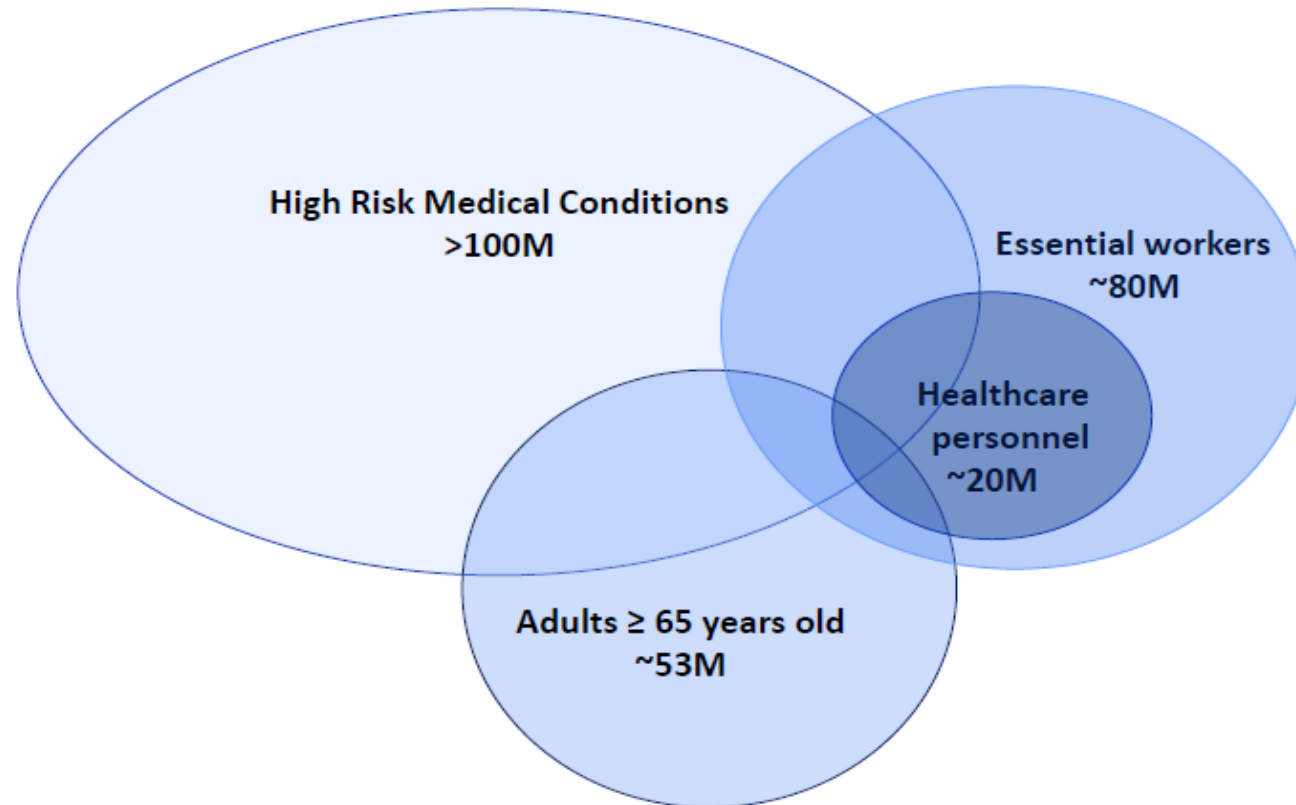 High Risk Medical Conditions
>100M
Essential workers
~80M
Healthcare
personnel
~20M
Adults ≥ 65 years old
~53M